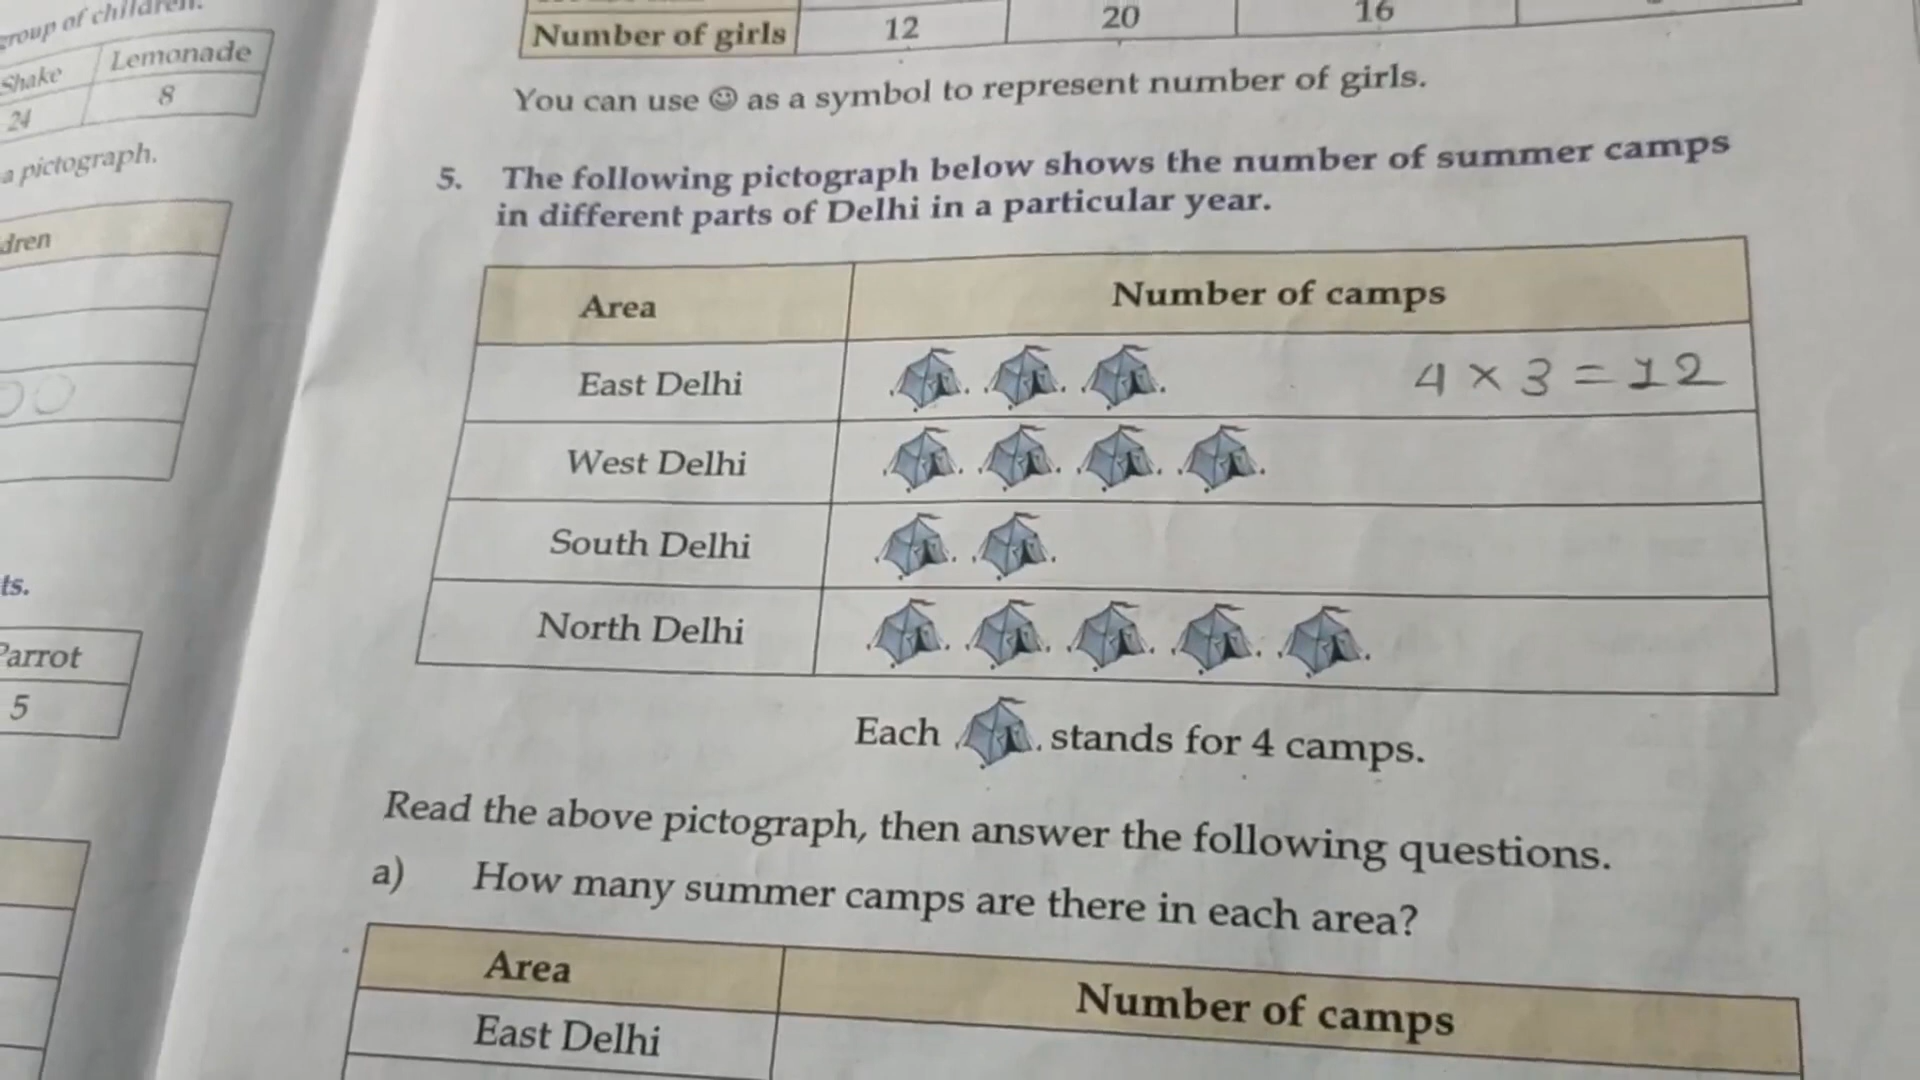 group of children.
Shake Lemonade
24 8
a pictograph.
dren
ts.
Parrot
5
Number of girls 12 20 16
You can use ☺ as a symbol to represent number of girls.
5. The following pictograph below shows the number of summer camps
in different parts of Delhi in a particular year.
Area Number of camps
East Delhi 4 × 3 = 12
West Delhi
South Delhi
North Delhi
Each stands for 4 camps.
Read the above pictograph, then answer the following questions.
a) How many summer camps are there in each area?
Area Number of camps
East Delhi